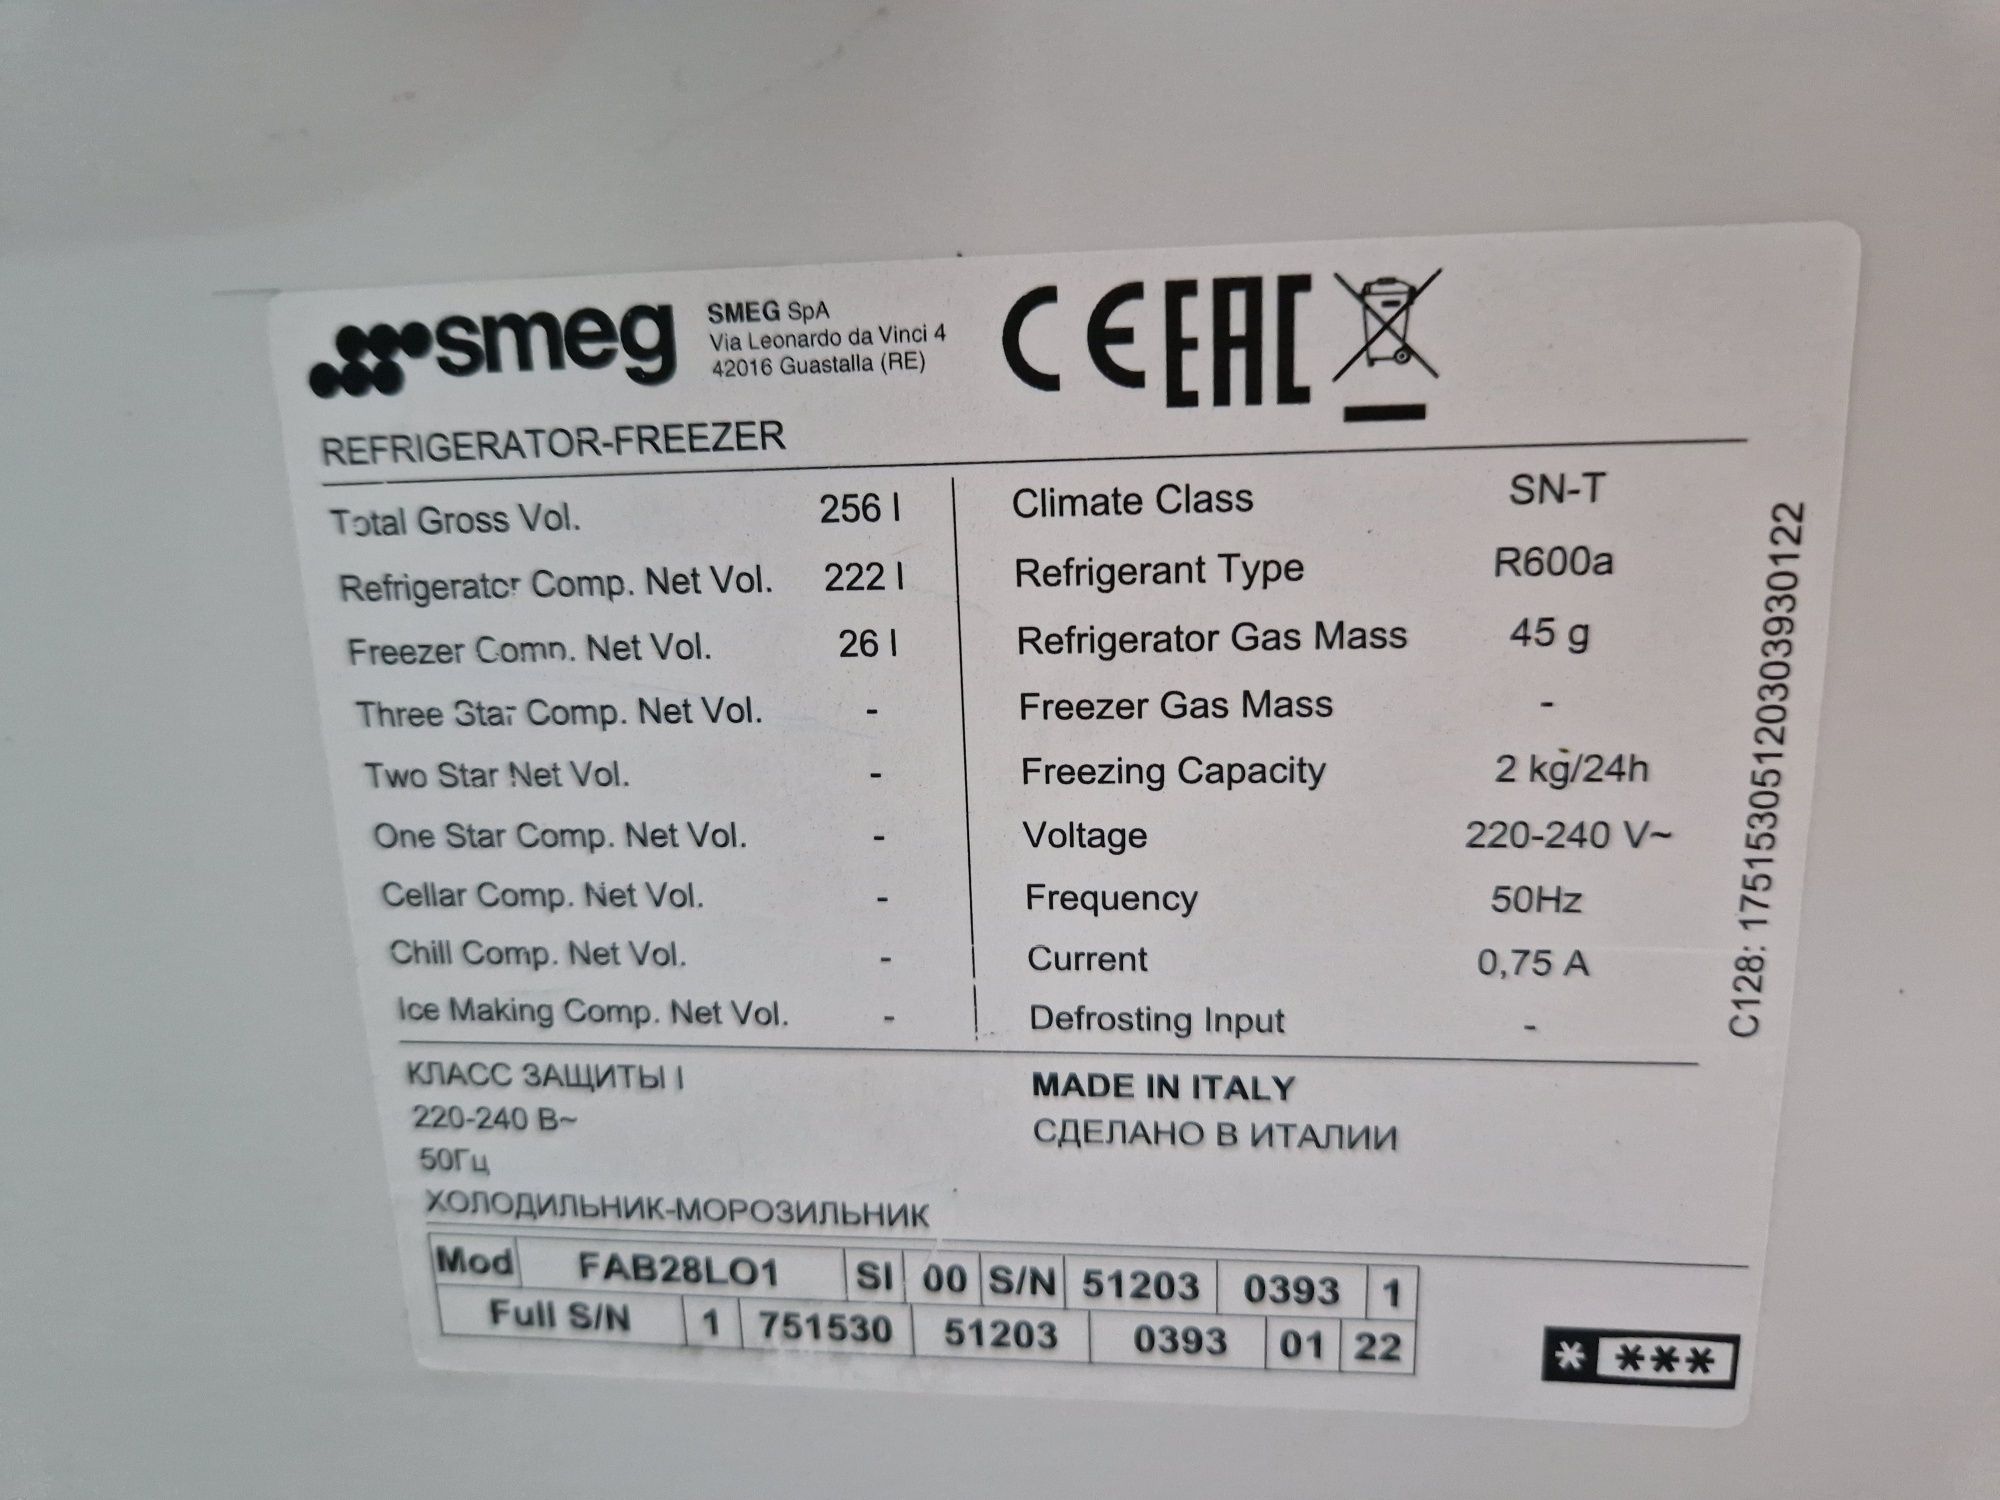 smeg
SMEG SpA
Via Leonardo da Vinci 4
42016 Guastalla (RE)
CE EAC
REFRIGERATOR-FREEZER
Total Gross Vol. 256 l
Refrigerator Comp. Net Vol. 222 l
Freezer Comp. Net Vol. 26 l
Three Star Comp. Net Vol. -
Two Star Net Vol. -
One Star Comp. Net Vol. -
Cellar Comp. Net Vol. -
Chill Comp. Net Vol. -
Ice Making Comp. Net Vol. -
Climate Class SN-T
Refrigerant Type R600a
Refrigerator Gas Mass 45 g
Freezer Gas Mass -
Freezing Capacity 2 kg/24h
Voltage 220-240 V~
Frequency 50Hz
Current 0,75 A
Defrosting Input -
C128: 175153051203039330122
КЛАСС ЗАЩИТЫ I
220-240 В~
50Гц
ХОЛОДИЛЬНИК-МОРОЗИЛЬНИК
MADE IN ITALY
СДЕЛАНО В ИТАЛИИ
Mod FAB28LO1 SI 00 S/N 51203 0393 1
Full S/N 1 751530 51203 0393 01 22
* ***